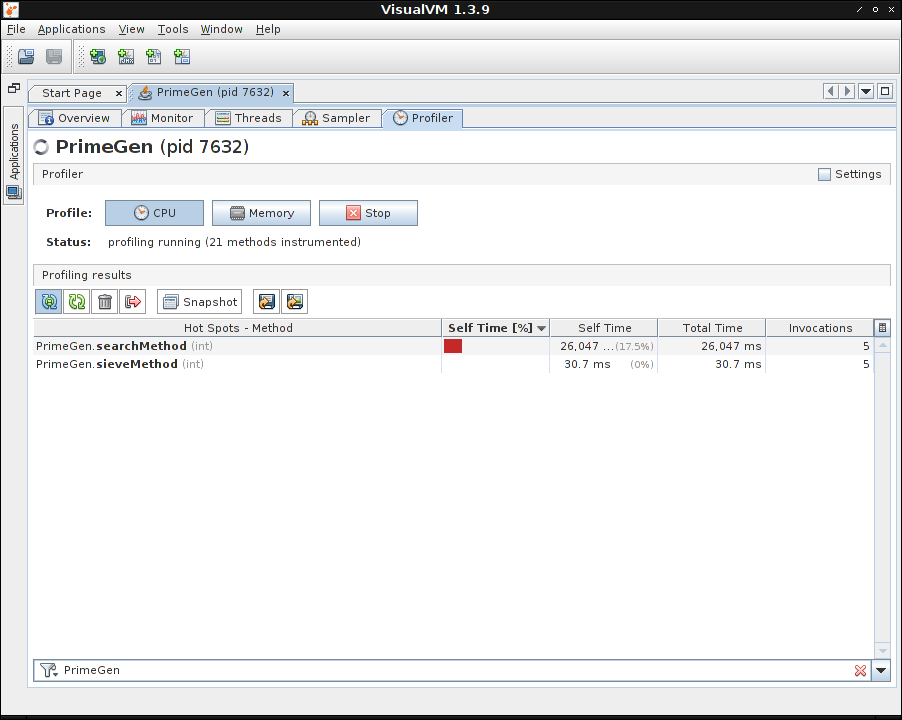 VisualVM 1.3.9
File Applications View Tools Window Help
Start Page PrimeGen (pid 7632)
Applications
Overview Monitor Threads Sampler Profiler
PrimeGen (pid 7632)
Profiler Settings
Profile: CPU Memory Stop
Status: profiling running (21 methods instrumented)
Profiling results
Snapshot
Hot Spots - Method Self Time [%] Self Time Total Time Invocations
PrimeGen.searchMethod (int) 26,047 ...(17.5%) 26,047 ms 5
PrimeGen.sieveMethod (int) 30.7 ms (0%) 30.7 ms 5
PrimeGen